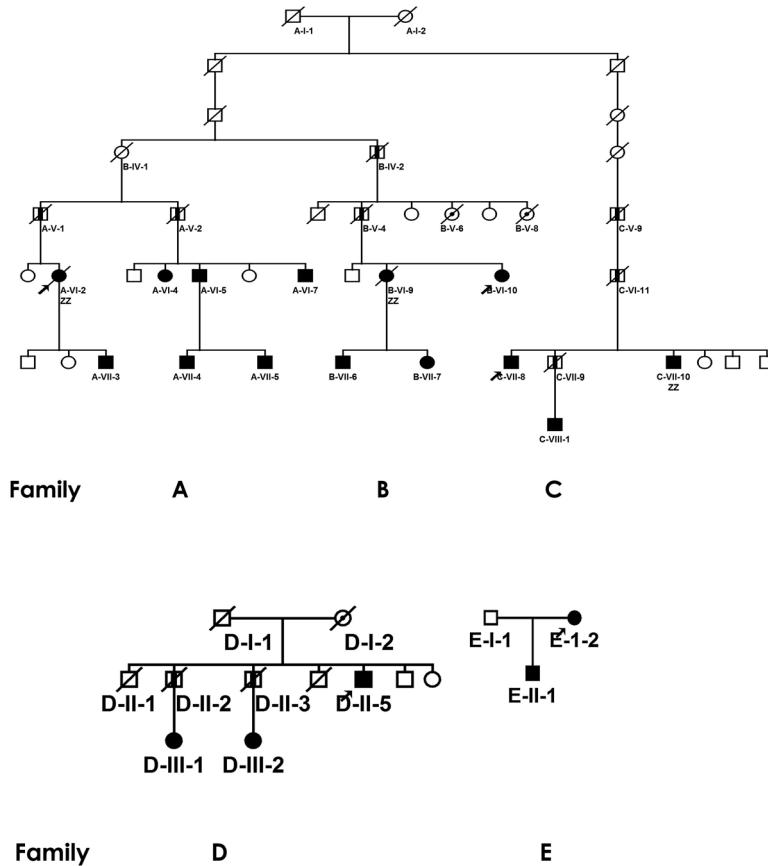 A-I-1 A-I-2
B-IV-1 B-IV-2
A-V-1 A-V-2 B-V-4 B-V-6 B-V-8 C-V-9
A-VI-2 A-VI-4 A-VI-5 A-VI-7 B-VI-9 B-VI-10 C-VI-11
ZZ ZZ
A-VII-3 A-VII-4 A-VII-5 B-VII-6 B-VII-7 C-VII-8 C-VII-9 C-VII-10
ZZ
C-VIII-1
Family A B C
D-I-1 D-I-2 E-I-1 E-1-2
D-II-1 D-II-2 D-II-3 D-II-5 E-II-1
D-III-1 D-III-2
Family D E